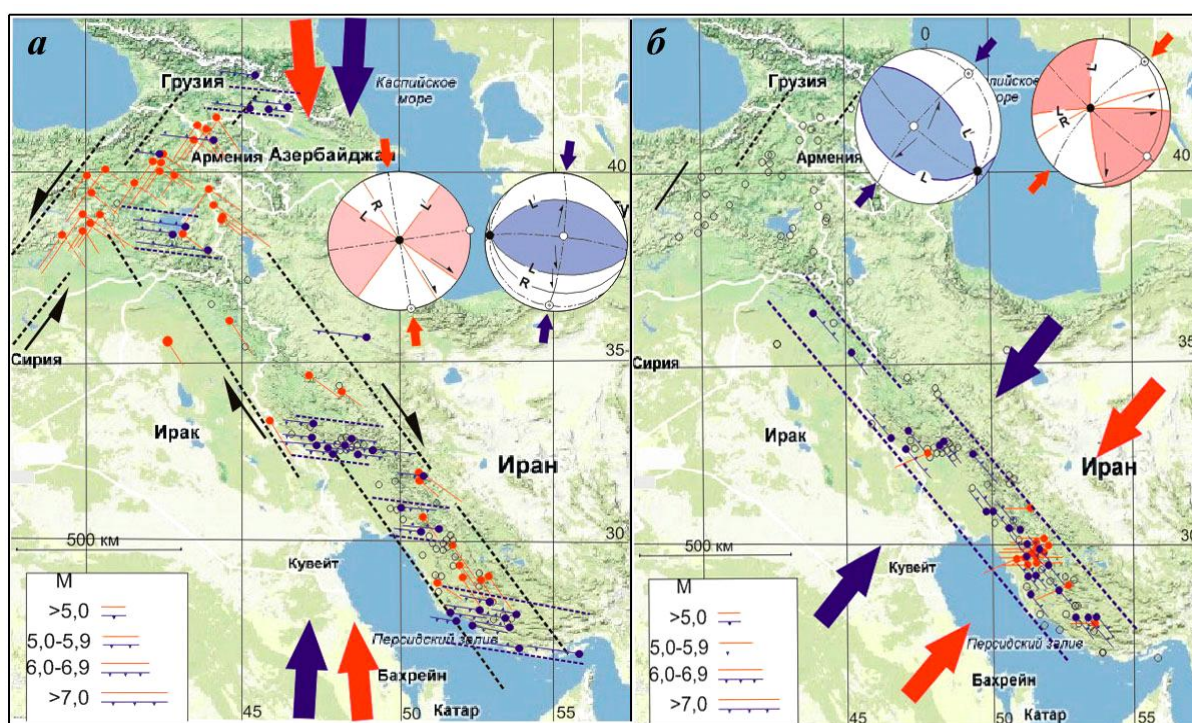 а
Грузия
Каспийское
море
Армения
Азербайджан
40
L
R
L
L
L
R
35
Сирия
Ирак
Иран
30
500 км
Кувейт
Персидский залив
Бахрейн
Катар
45
50
55
М
>5,0
5,0-5,9
6,0-6,9
>7,0
б
0
Грузия
спийское
море
Армения
40
L
L
L
L
R
35
Сирия
Ирак
Иран
30
500 км
Кувейт
Персидский залив
Бахрейн
Катар
45
50
55
М
>5,0
5,0-5,9
6,0-6,9
>7,0